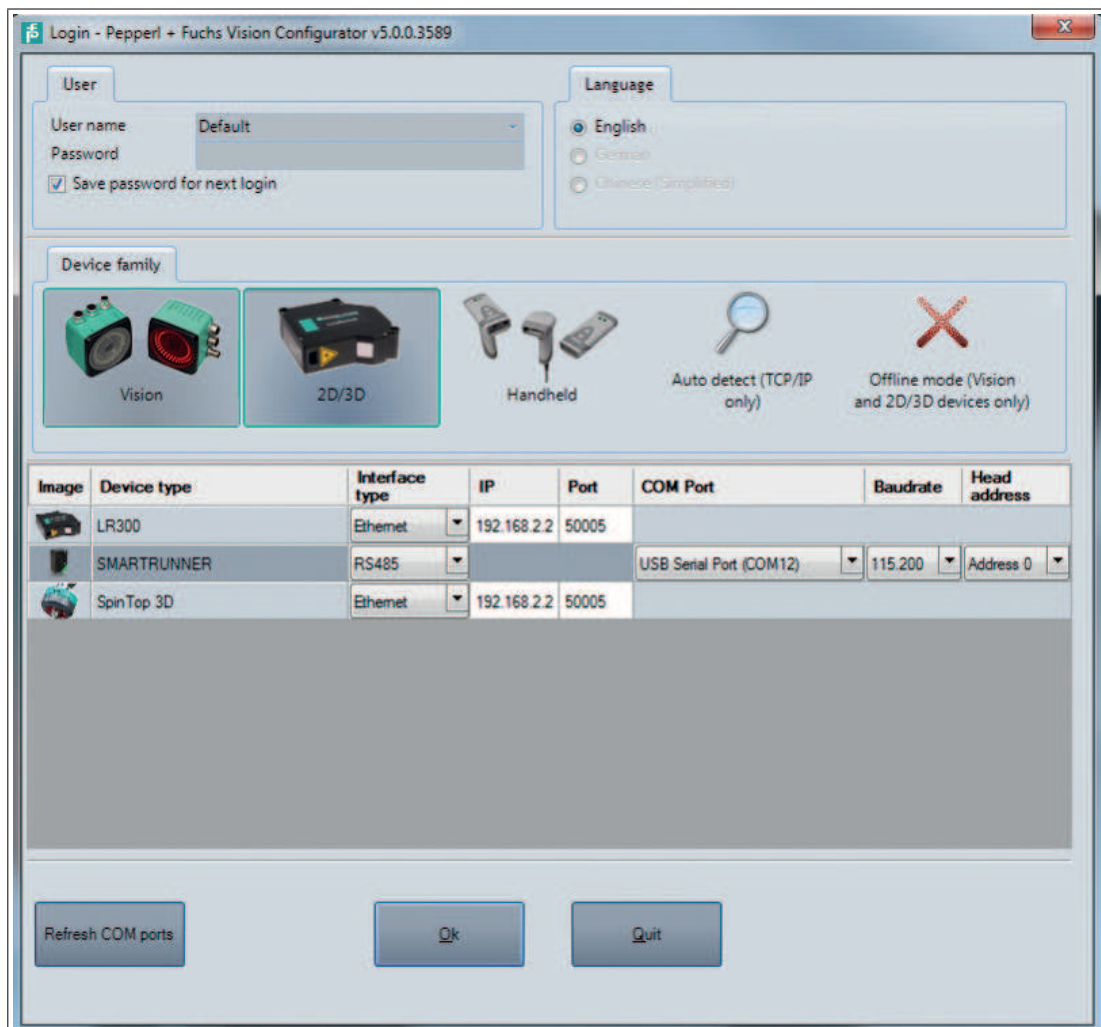 Login - Pepperl + Fuchs Vision Configurator v5.0.0.3589
User
Language
User name Default
Password
Save password for next login
English
German
Chinese (Simplified)
Device family
Vision
2D/3D
Handheld
Auto detect (TCP/IP
only)
Offline mode (Vision
and 2D/3D devices only)
Image Device type Interface type IP Port COM Port Baudrate Head address
LR300 Ethernet 192.168.2.2 50005
SMARTRUNNER RS485 USB Serial Port (COM12) 115.200 Address 0
SpinTop 3D Ethernet 192.168.2.2 50005
Refresh COM ports
Ok
Quit